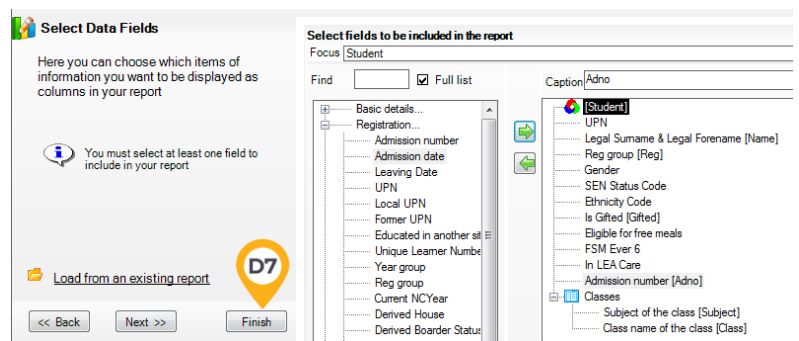 Select Data Fields
Here you can choose which items of
information you want to be displayed as
columns in your report
You must select at least one field to
include in your report
Load from an existing report
D7
<< Back
Next >>
Finish
Select fields to be included in the report
Focus Student
Find
Full list
Basic details...
Registration...
Admission number
Admission date
Leaving Date
UPN
Local UPN
Former UPN
Educated in another sit
Unique Learner Numbe
Year group
Reg group
Current NCYear
Derived House
Derived Boarder Status
Caption Adno
[Student]
UPN
Legal Surname & Legal Forename [Name]
Reg group [Reg]
Gender
SEN Status Code
Ethnicity Code
Is Gifted [Gifted]
Eligible for free meals
FSM Ever 6
In LEA Care
Admission number [Adno]
Classes
Subject of the class [Subject]
Class name of the class [Class]